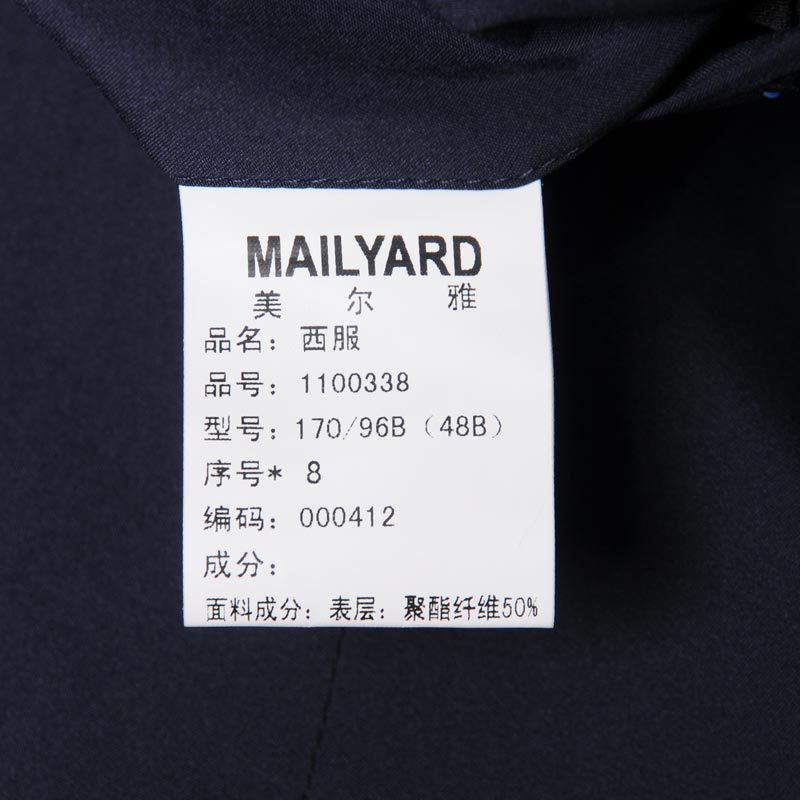 MAILYARD
美 尔 雅
品名：西服
品号：1100338
型号：170/96B（48B）
序号* 8
编码：000412
成分：
面料成分：表层：聚酯纤维50%